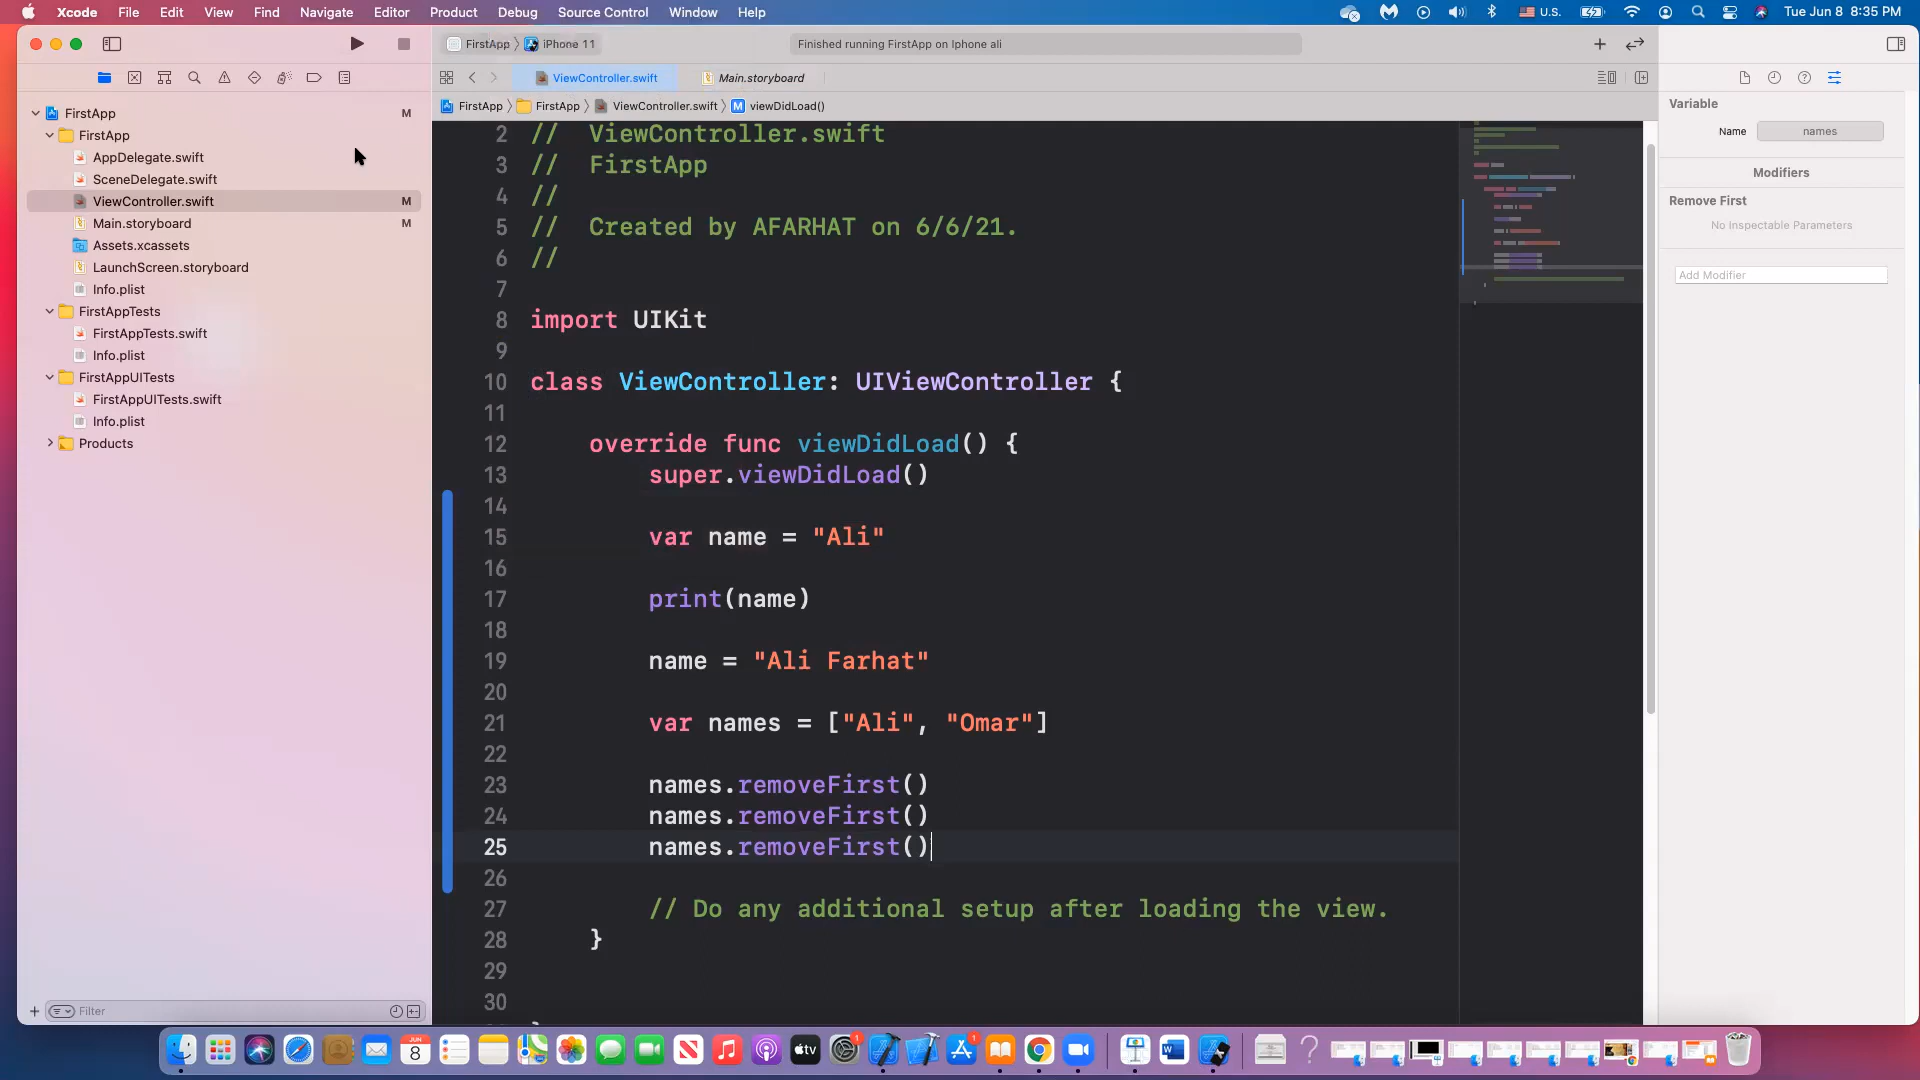 Xcode File Edit View Find Navigate Editor Product Debug Source Control Window Help U.S. Tue Jun 8 8:35 PM
FirstApp iPhone 11 Finished running FirstApp on Iphone ali
ViewController.swift Main.storyboard
FirstApp FirstApp ViewController.swift M viewDidLoad()
FirstApp M
FirstApp
AppDelegate.swift
SceneDelegate.swift
ViewController.swift M
Main.storyboard M
Assets.xcassets
LaunchScreen.storyboard
Info.plist
FirstAppTests
FirstAppTests.swift
Info.plist
FirstAppUITests
FirstAppUITests.swift
Info.plist
Products
Filter
2 // ViewController.swift
3 // FirstApp
4 //
5 // Created by AFARHAT on 6/6/21.
6 //
7
8 import UIKit
9
10 class ViewController: UIViewController {
11
12 override func viewDidLoad() {
13 super.viewDidLoad()
14
15 var name = "Ali"
16
17 print(name)
18
19 name = "Ali Farhat"
20
21 var names = ["Ali", "Omar"]
22
23 names.removeFirst()
24 names.removeFirst()
25 names.removeFirst()
26
27 // Do any additional setup after loading the view.
28 }
29
30
Variable
Name names
Modifiers
Remove First
No Inspectable Parameters
Add Modifier
JUN
8
tv
1
1
W